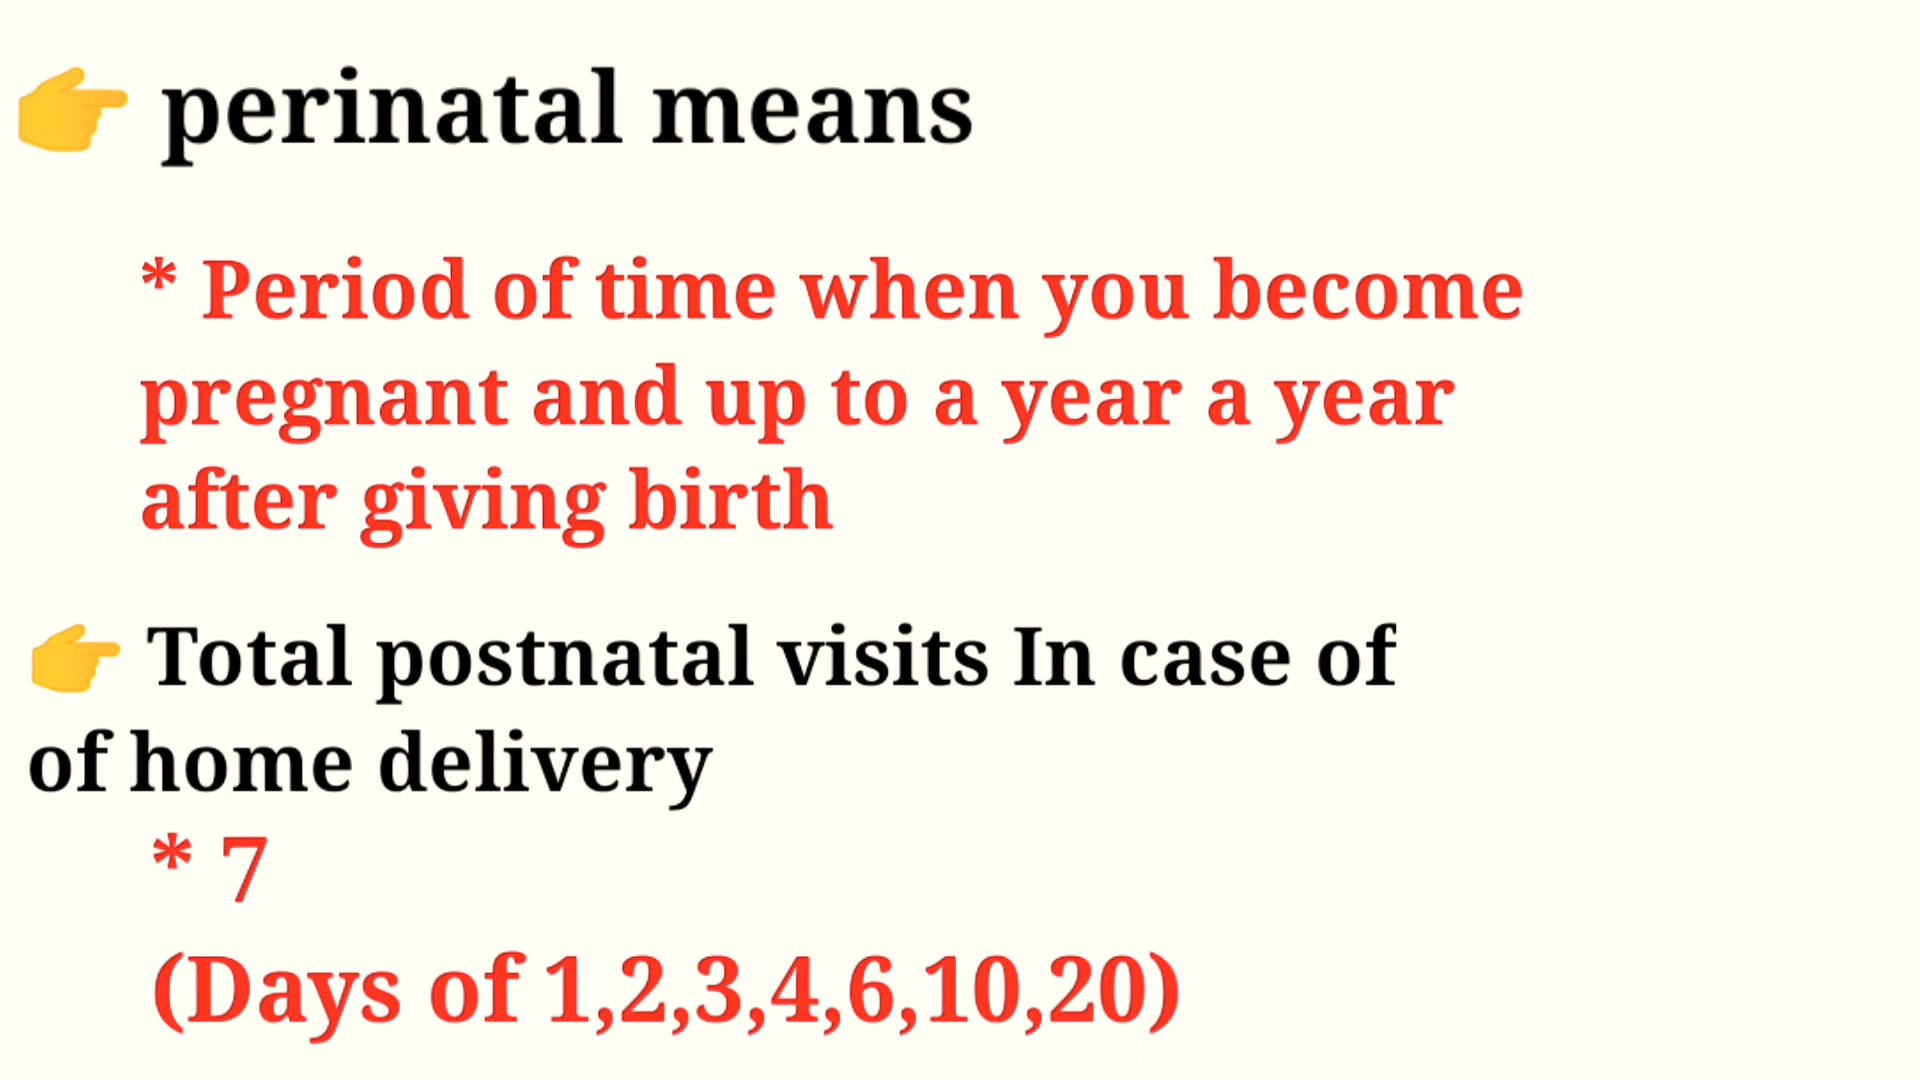 👉 perinatal means
* Period of time when you become
pregnant and up to a year a year
after giving birth
👉 Total postnatal visits In case of
of home delivery
* 7
(Days of 1,2,3,4,6,10,20)